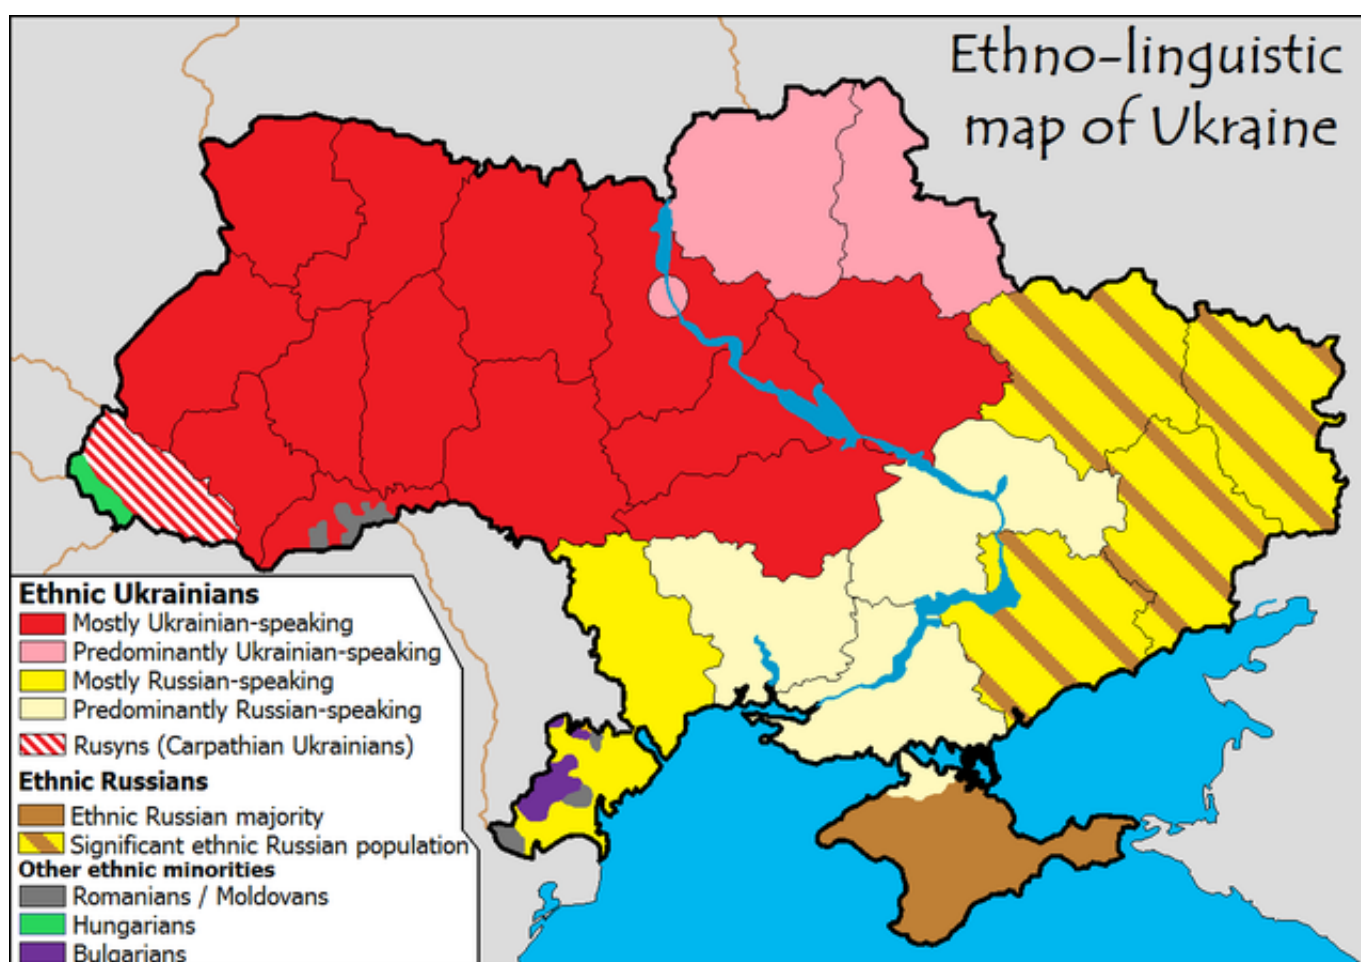 Ethno-linguistic
map of Ukraine
Ethnic Ukrainians
Mostly Ukrainian-speaking
Predominantly Ukrainian-speaking
Mostly Russian-speaking
Predominantly Russian-speaking
Rusyns (Carpathian Ukrainians)
Ethnic Russians
Ethnic Russian majority
Significant ethnic Russian population
Other ethnic minorities
Romanians / Moldovans
Hungarians
Bulgarians